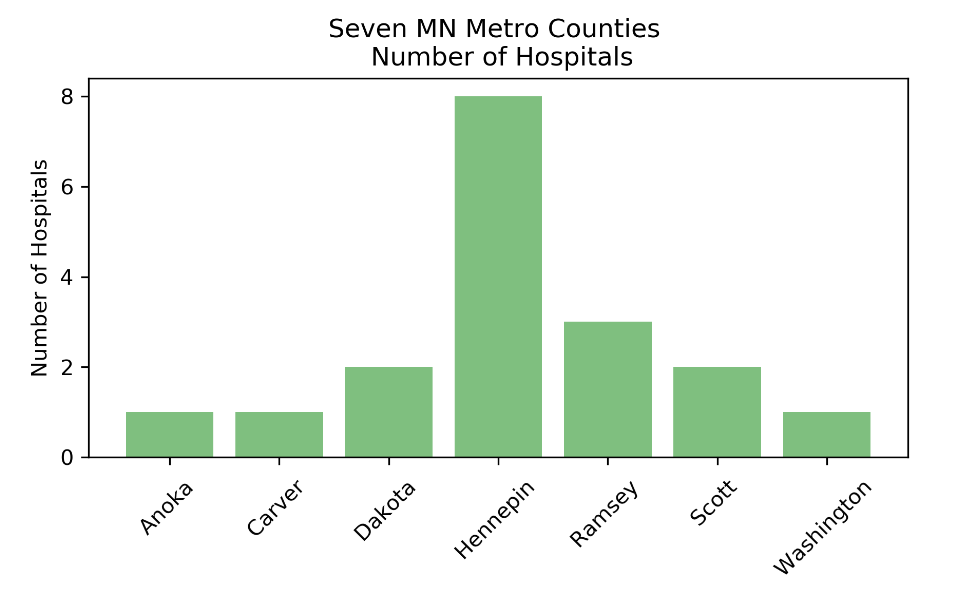 Seven MN Metro Counties
Number of Hospitals
Number of Hospitals
8
6
4
2
0
Anoka
Carver
Dakota
Hennepin
Ramsey
Scott
Washington